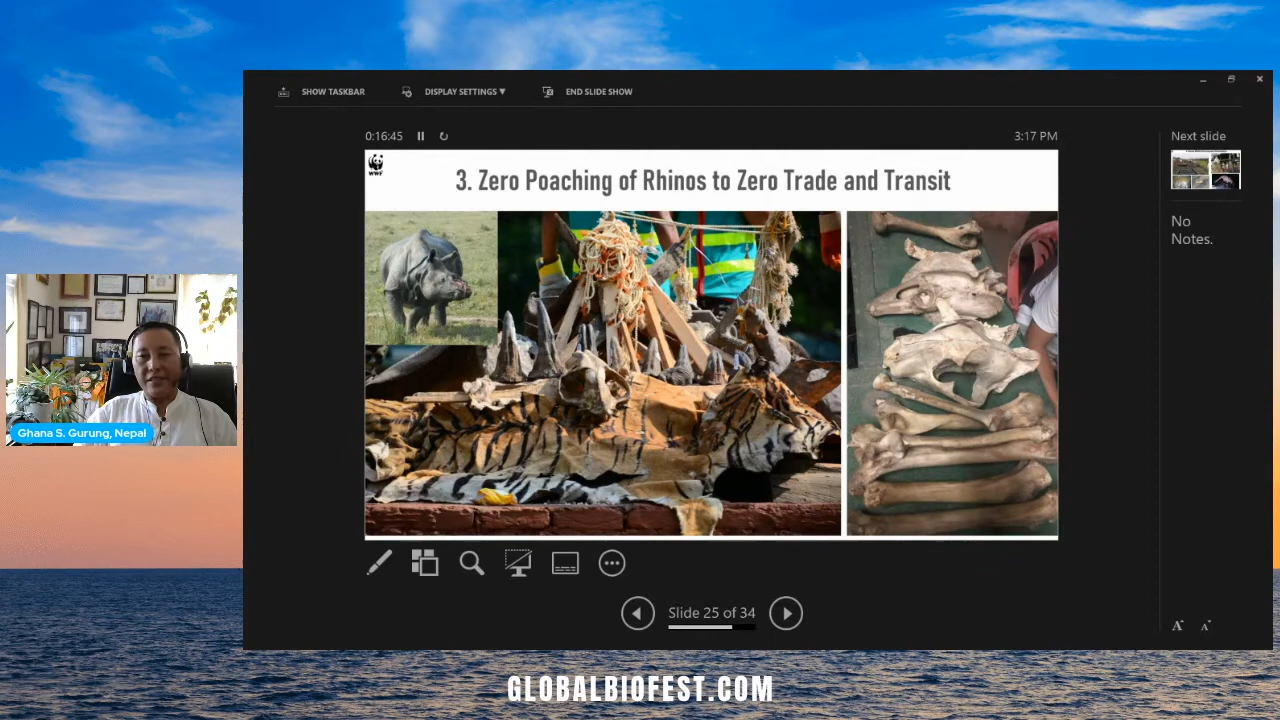 SHOW TASKBAR
DISPLAY SETTINGS ▼
END SLIDE SHOW
0:16:45
3:17 PM
Next slide
WWF
3. Zero Poaching of Rhinos to Zero Trade and Transit
No
Notes.
Ghana S. Gurung, Nepal
Slide 25 of 34
A A
GLOBALBIOFEST.COM